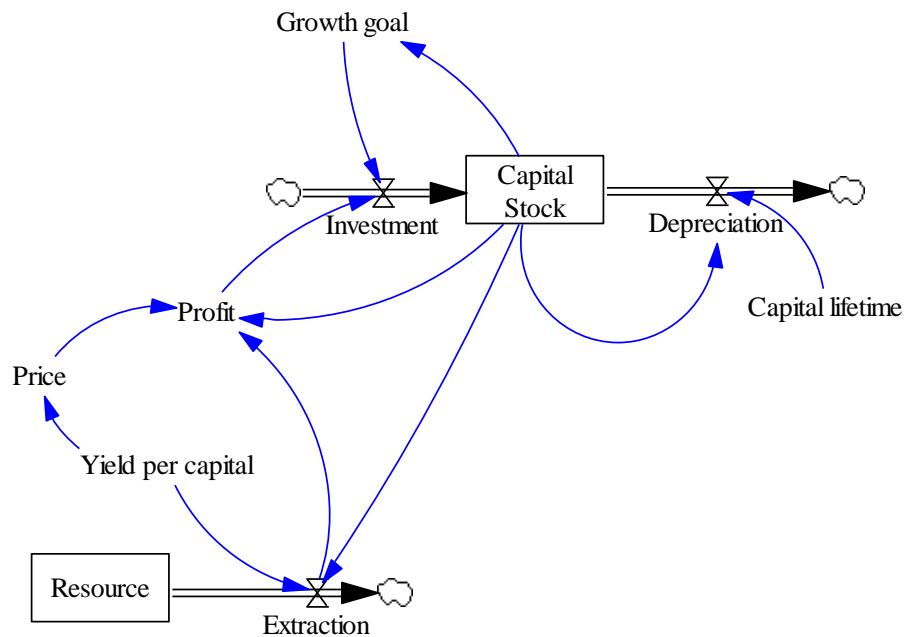 Growth goal
Capital
Stock
Investment
Depreciation
Profit
Capital lifetime
Price
Yield per capital
Resource
Extraction